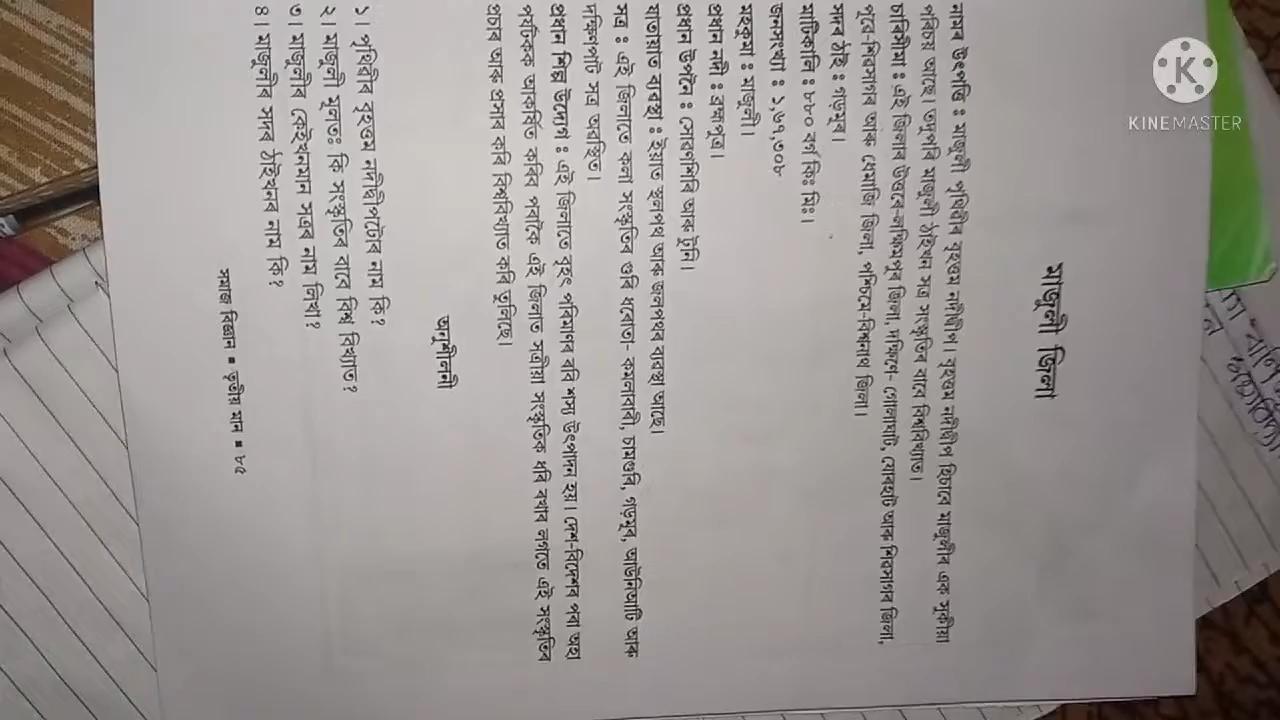 মাজুলী জিলা
নামৰ উৎপত্তি : মাজুলী পৃথিৱীৰ বৃহত্তম নদীদ্বীপ। বৃহত্তম নদীদ্বীপ হিচাবে মাজুলীৰ এক সুকীয়া
পৰিচয় আছে। তদুপৰি মাজুলী ঠাইখন সত্ৰ সংস্কৃতিৰ বাবে বিশ্ববিখ্যাত।
চাৰিসীমা : এই জিলাৰ উত্তৰে-লখিমপুৰ জিলা, দক্ষিণে- গোলাঘাট, যোৰহাট আৰু শিৱসাগৰ জিলা,
পূবে-শিৱসাগৰ আৰু ধেমাজি জিলা, পশ্চিমে-বিশ্বনাথ জিলা।
সদৰ ঠাই : গড়মূৰ।
মাটিকালি : ৮৮০ বৰ্গ কিঃ মিঃ।
জনসংখ্যা : ১,৬৭,৩০৮
মহকুমা : মাজুলী।
প্ৰধান নদী : ব্ৰহ্মপুত্ৰ।
প্ৰধান উপনৈ : সোৱণশিৰি আৰু টুনি।
যাতায়াত ব্যৱস্থা : ইয়াত স্থলপথ আৰু জলপথৰ ব্যৱস্থা আছে।
সত্ৰ : এই জিলাতে কলা সংস্কৃতিৰ গুৰি ধৰোতা- কমলাবাৰী, চামগুৰি, গড়মূৰ, আউনিআটি আৰু
দক্ষিণপাট সত্ৰ অৱস্থিত।
প্ৰধান শিল্প উদ্যোগ : এই জিলাতে বৃহৎ পৰিমাণৰ ৰবি শস্য উৎপাদন হয়। দেশ-বিদেশৰ পৰা অহা
পৰ্যটকক আকৰ্ষিত কৰিব পৰাকৈ এই জিলাত সত্ৰীয়া সংস্কৃতিক ধৰি ৰখাৰ লগতে এই সংস্কৃতিৰ
প্ৰচাৰ আৰু প্ৰসাৰ কৰি বিশ্ববিখ্যাত কৰি তুলিছে।
অনুশীলনী
১। পৃথিৱীৰ বৃহত্তম নদীদ্বীপটোৰ নাম কি?
২। মাজুলী মূলতঃ কি সংস্কৃতিৰ বাবে বিশ্ব বিখ্যাত?
৩। মাজুলীৰ কেইখনমান সত্ৰৰ নাম লিখা?
৪। মাজুলীৰ সদৰ ঠাইখনৰ নাম কি?
সমাজ বিজ্ঞান ▪ তৃতীয় মান ▪ ৮৫
KINEMASTER